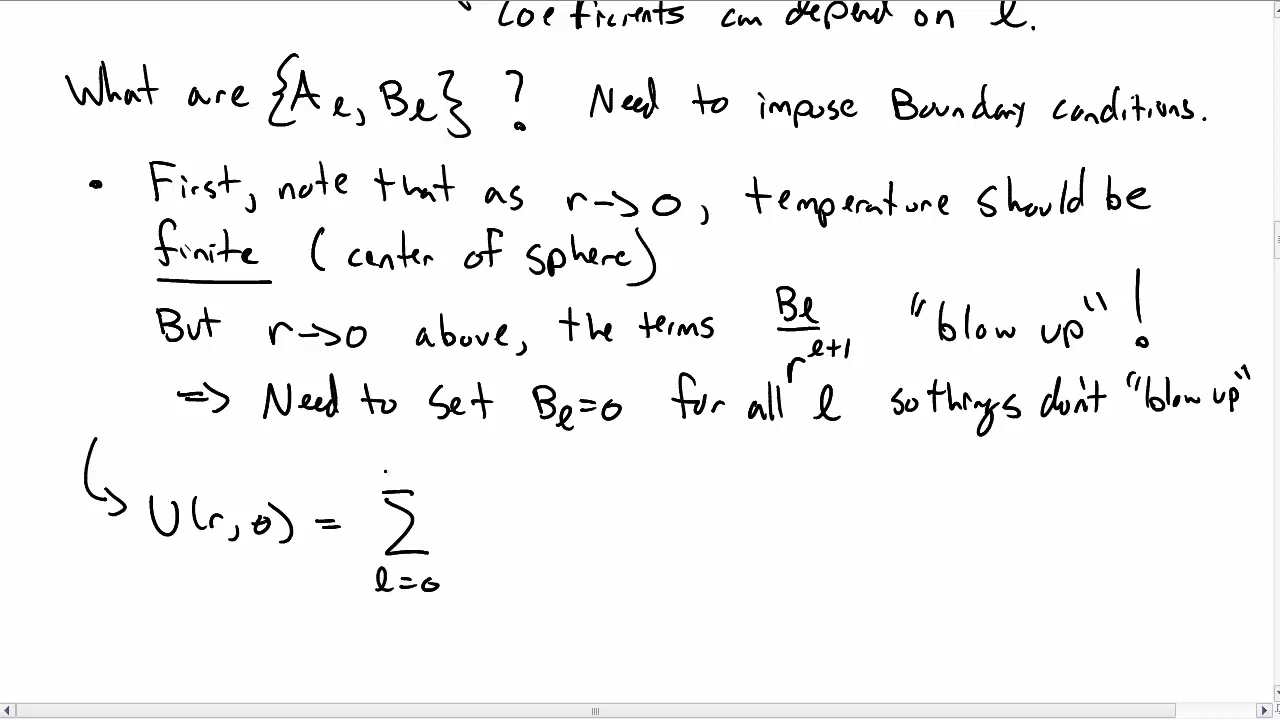 Coefficients can depend on ℓ.
What are {A_ℓ, B_ℓ} ? Need to impose Boundary conditions.
• First, note that as r→0, temperature should be
finite (center of sphere)
But r→0 above, the terms B_ℓ/r^{ℓ+1} "blow up"!
⇒ Need to set B_ℓ=0 for all ℓ so things don't "blow up"
↳ U(r, θ) = ∑_{ℓ=0}